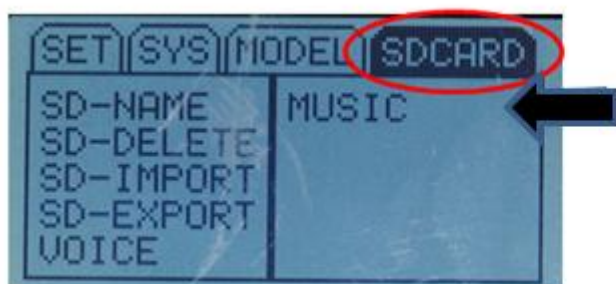 SET SYS MODEL SDCARD
SD-NAME MUSIC
SD-DELETE
SD-IMPORT
SD-EXPORT
VOICE